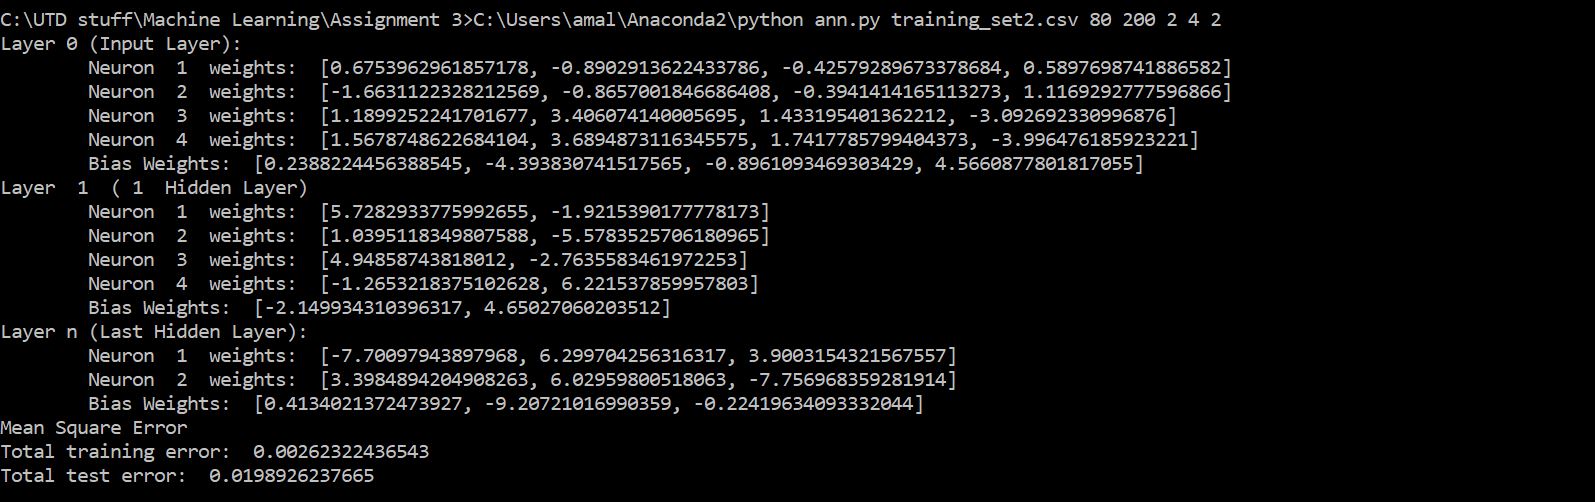 C:\UTD stuff\Machine Learning\Assignment 3>C:\Users\amal\Anaconda2\python ann.py training_set2.csv 80 200 2 4 2
Layer 0 (Input Layer):
        Neuron  1  weights:  [0.6753962961857178, -0.8902913622433786, -0.42579289673378684, 0.5897698741886582]
        Neuron  2  weights:  [-1.6631122328212569, -0.8657001846686408, -0.3941414165113273, 1.1169292777596866]
        Neuron  3  weights:  [1.1899252241701677, 3.406074140005695, 1.433195401362212, -3.092692330996876]
        Neuron  4  weights:  [1.5678748622684104, 3.6894873116345575, 1.7417785799404373, -3.996476185923221]
        Bias Weights:  [0.2388224456388545, -4.393830741517565, -0.8961093469303429, 4.5660877801817055]
Layer  1  ( 1  Hidden Layer)
        Neuron  1  weights:  [5.7282933775992655, -1.9215390177778173]
        Neuron  2  weights:  [1.0395118349807588, -5.5783525706180965]
        Neuron  3  weights:  [4.94858743818012, -2.7635583461972253]
        Neuron  4  weights:  [-1.2653218375102628, 6.221537859957803]
        Bias Weights:  [-2.149934310396317, 4.65027060203512]
Layer n (Last Hidden Layer):
        Neuron  1  weights:  [-7.70097943897968, 6.299704256316317, 3.9003154321567557]
        Neuron  2  weights:  [3.3984894204908263, 6.02959800518063, -7.756968359281914]
        Bias Weights:  [0.4134021372473927, -9.20721016990359, -0.22419634093332044]
Mean Square Error
Total training error:  0.00262322436543
Total test error:  0.0198926237665